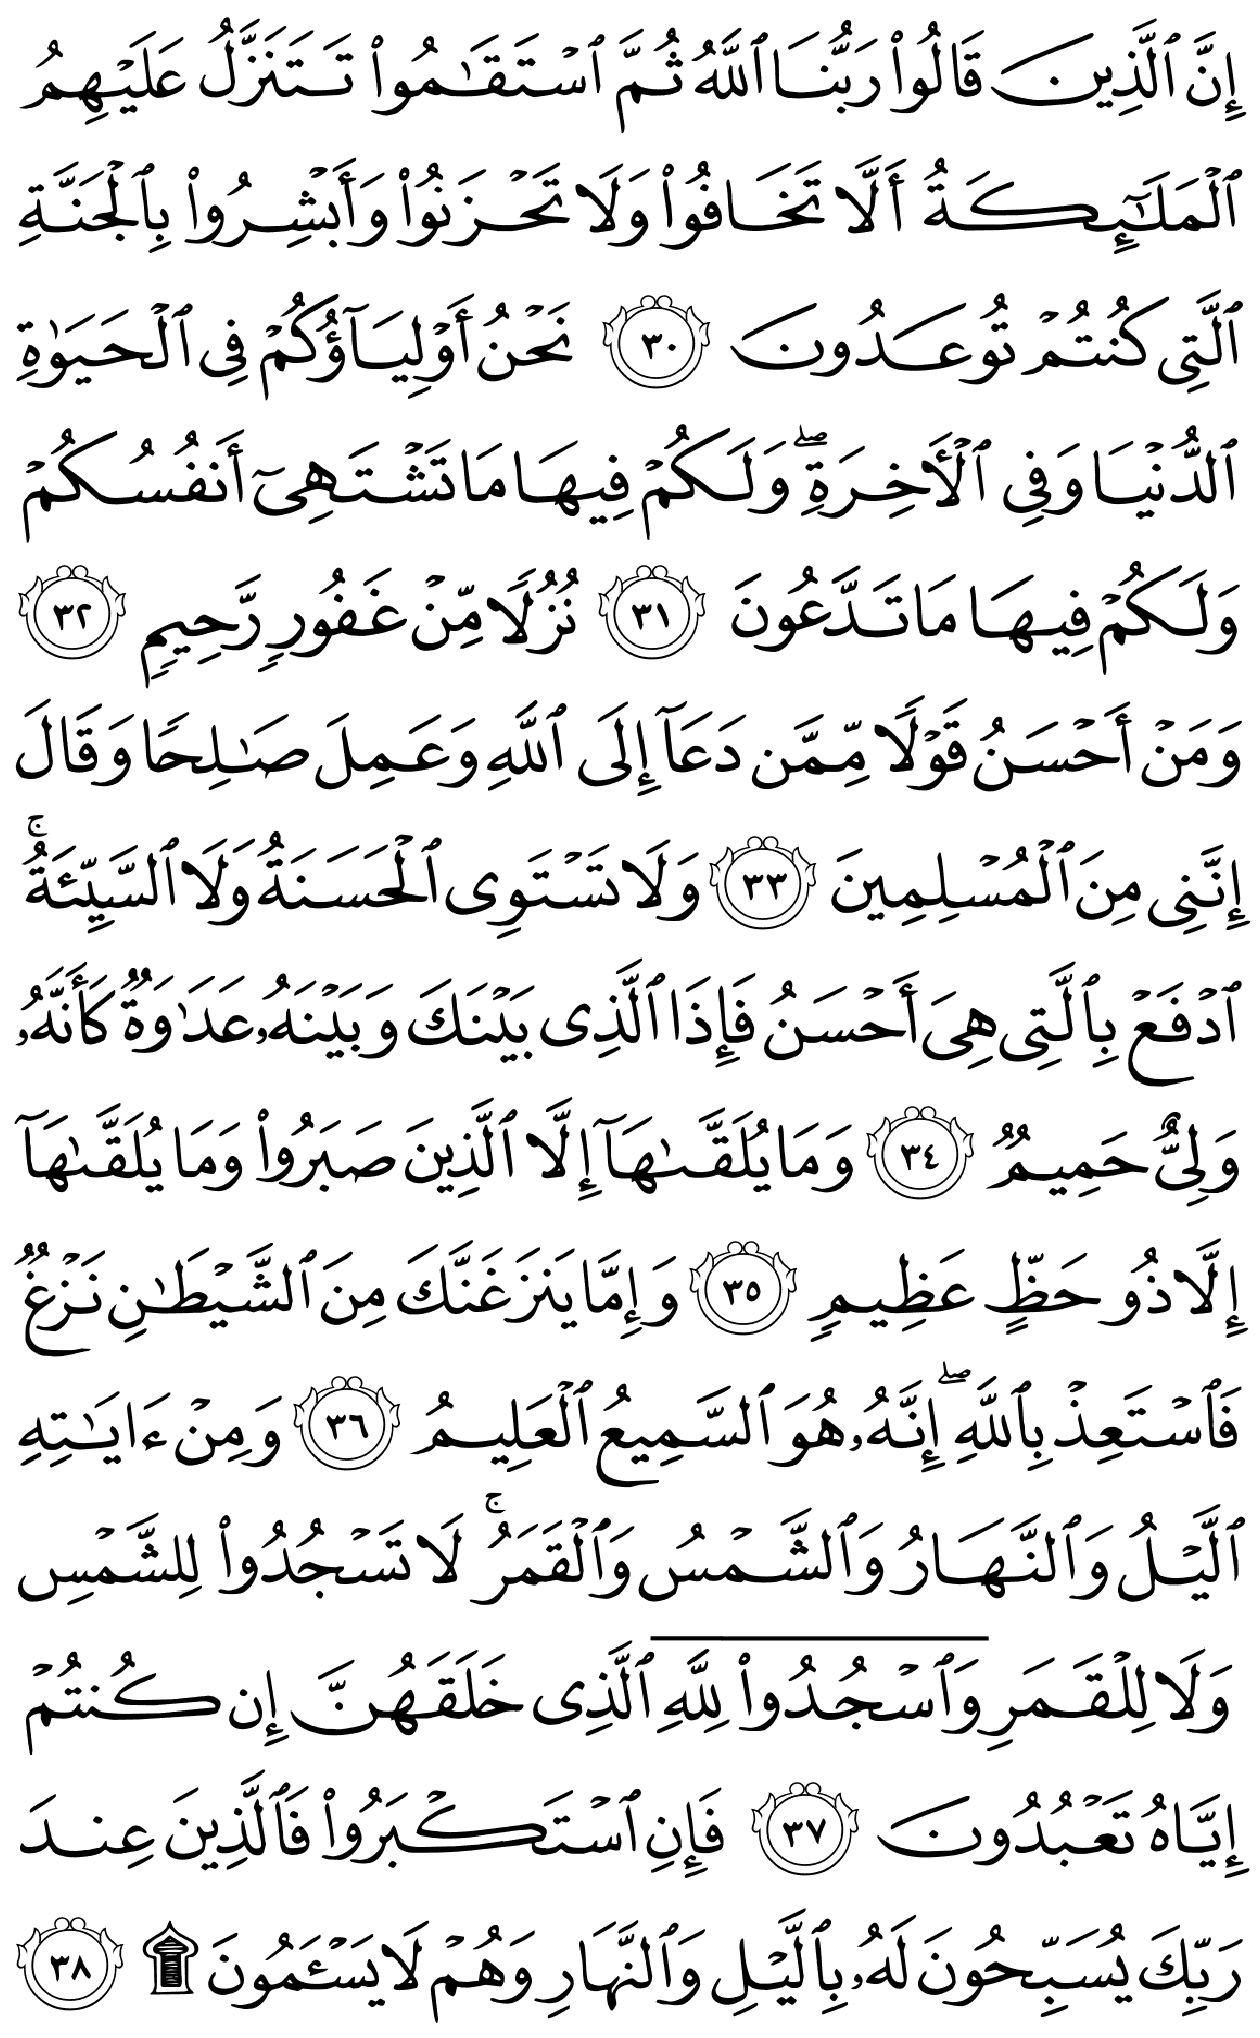 إِنَّ ٱلَّذِينَ قَالُواْ رَبُّنَا ٱللَّهُ ثُمَّ ٱسۡتَقَٰمُواْ تَتَنَزَّلُ عَلَيۡهِمُ
ٱلۡمَلَٰٓئِكَةُ أَلَّا تَخَافُواْ وَلَا تَحۡزَنُواْ وَأَبۡشِرُواْ بِٱلۡجَنَّةِ
ٱلَّتِي كُنتُمۡ تُوعَدُونَ ٣٠ نَحۡنُ أَوۡلِيَآؤُكُمۡ فِي ٱلۡحَيَوٰةِ
ٱلدُّنۡيَا وَفِي ٱلۡأٓخِرَةِۖ وَلَكُمۡ فِيهَا مَا تَشۡتَهِيٓ أَنفُسُكُمۡ
وَلَكُمۡ فِيهَا مَا تَدَّعُونَ ٣١ نُزُلٗا مِّنۡ غَفُورٖ رَّحِيمٖ ٣٢
وَمَنۡ أَحۡسَنُ قَوۡلٗا مِّمَّن دَعَآ إِلَى ٱللَّهِ وَعَمِلَ صَٰلِحٗا وَقَالَ
إِنَّنِي مِنَ ٱلۡمُسۡلِمِينَ ٣٣ وَلَا تَسۡتَوِي ٱلۡحَسَنَةُ وَلَا ٱلسَّيِّئَةُۚ
ٱدۡفَعۡ بِٱلَّتِي هِيَ أَحۡسَنُ فَإِذَا ٱلَّذِي بَيۡنَكَ وَبَيۡنَهُۥ عَدَٰوَةٞ كَأَنَّهُۥ
وَلِيٌّ حَمِيمٞ ٣٤ وَمَا يُلَقَّىٰهَآ إِلَّا ٱلَّذِينَ صَبَرُواْ وَمَا يُلَقَّىٰهَآ
إِلَّا ذُو حَظٍّ عَظِيمٖ ٣٥ وَإِمَّا يَنزَغَنَّكَ مِنَ ٱلشَّيۡطَٰنِ نَزۡغٞ
فَٱسۡتَعِذۡ بِٱللَّهِۖ إِنَّهُۥ هُوَ ٱلسَّمِيعُ ٱلۡعَلِيمُ ٣٦ وَمِنۡ ءَايَٰتِهِ
ٱلَّيۡلُ وَٱلنَّهَارُ وَٱلشَّمۡسُ وَٱلۡقَمَرُۚ لَا تَسۡجُدُواْ لِلشَّمۡسِ
وَلَا لِلۡقَمَرِ وَٱسۡجُدُواْ لِلَّهِ ٱلَّذِي خَلَقَهُنَّ إِن كُنتُمۡ
إِيَّاهُ تَعۡبُدُونَ ٣٧ فَإِنِ ٱسۡتَكۡبَرُواْ فَٱلَّذِينَ عِندَ
رَبِّكَ يُسَبِّحُونَ لَهُۥ بِٱلَّيۡلِ وَٱلنَّهَارِ وَهُمۡ لَا يَسۡـَٔمُونَ ۩ ٣٨